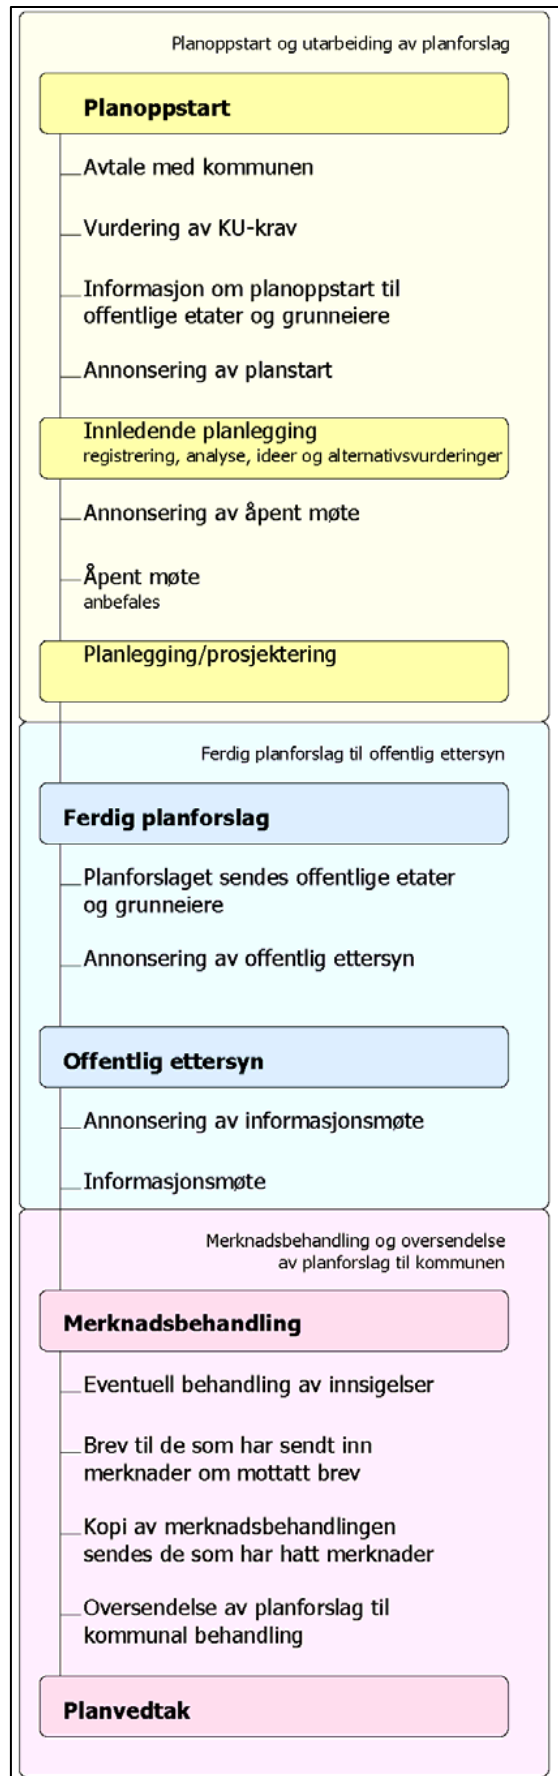 Planoppstart og utarbeiding av planforslag
Planoppstart
Avtale med kommunen
Vurdering av KU-krav
Informasjon om planoppstart til
offentlige etater og grunneiere
Annonsering av planstart
Innledende planlegging
registrering, analyse, ideer og alternativsvurderinger
Annonsering av åpent møte
Åpent møte
anbefales
Planlegging/prosjektering
Ferdig planforslag til offentlig ettersyn
Ferdig planforslag
Planforslaget sendes offentlige etater
og grunneiere
Annonsering av offentlig ettersyn
Offentlig ettersyn
Annonsering av informasjonsmøte
Informasjonsmøte
Merknadsbehandling og oversendelse
av planforslag til kommunen
Merknadsbehandling
Eventuell behandling av innsigelser
Brev til de som har sendt inn
merknader om mottatt brev
Kopi av merknadsbehandlingen
sendes de som har hatt merknader
Oversendelse av planforslag til
kommunal behandling
Planvedtak